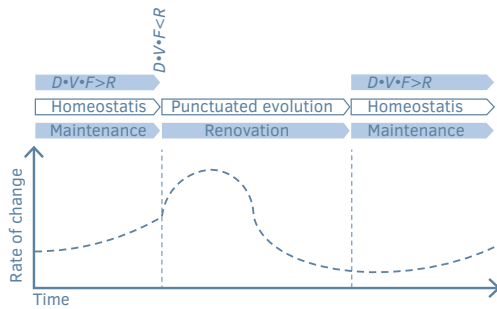 D•V•F<R
D•V•F>R
D•V•F>R
Homeostatis
Punctuated evolution
Homeostatis
Maintenance
Renovation
Maintenance
Rate of change
Time